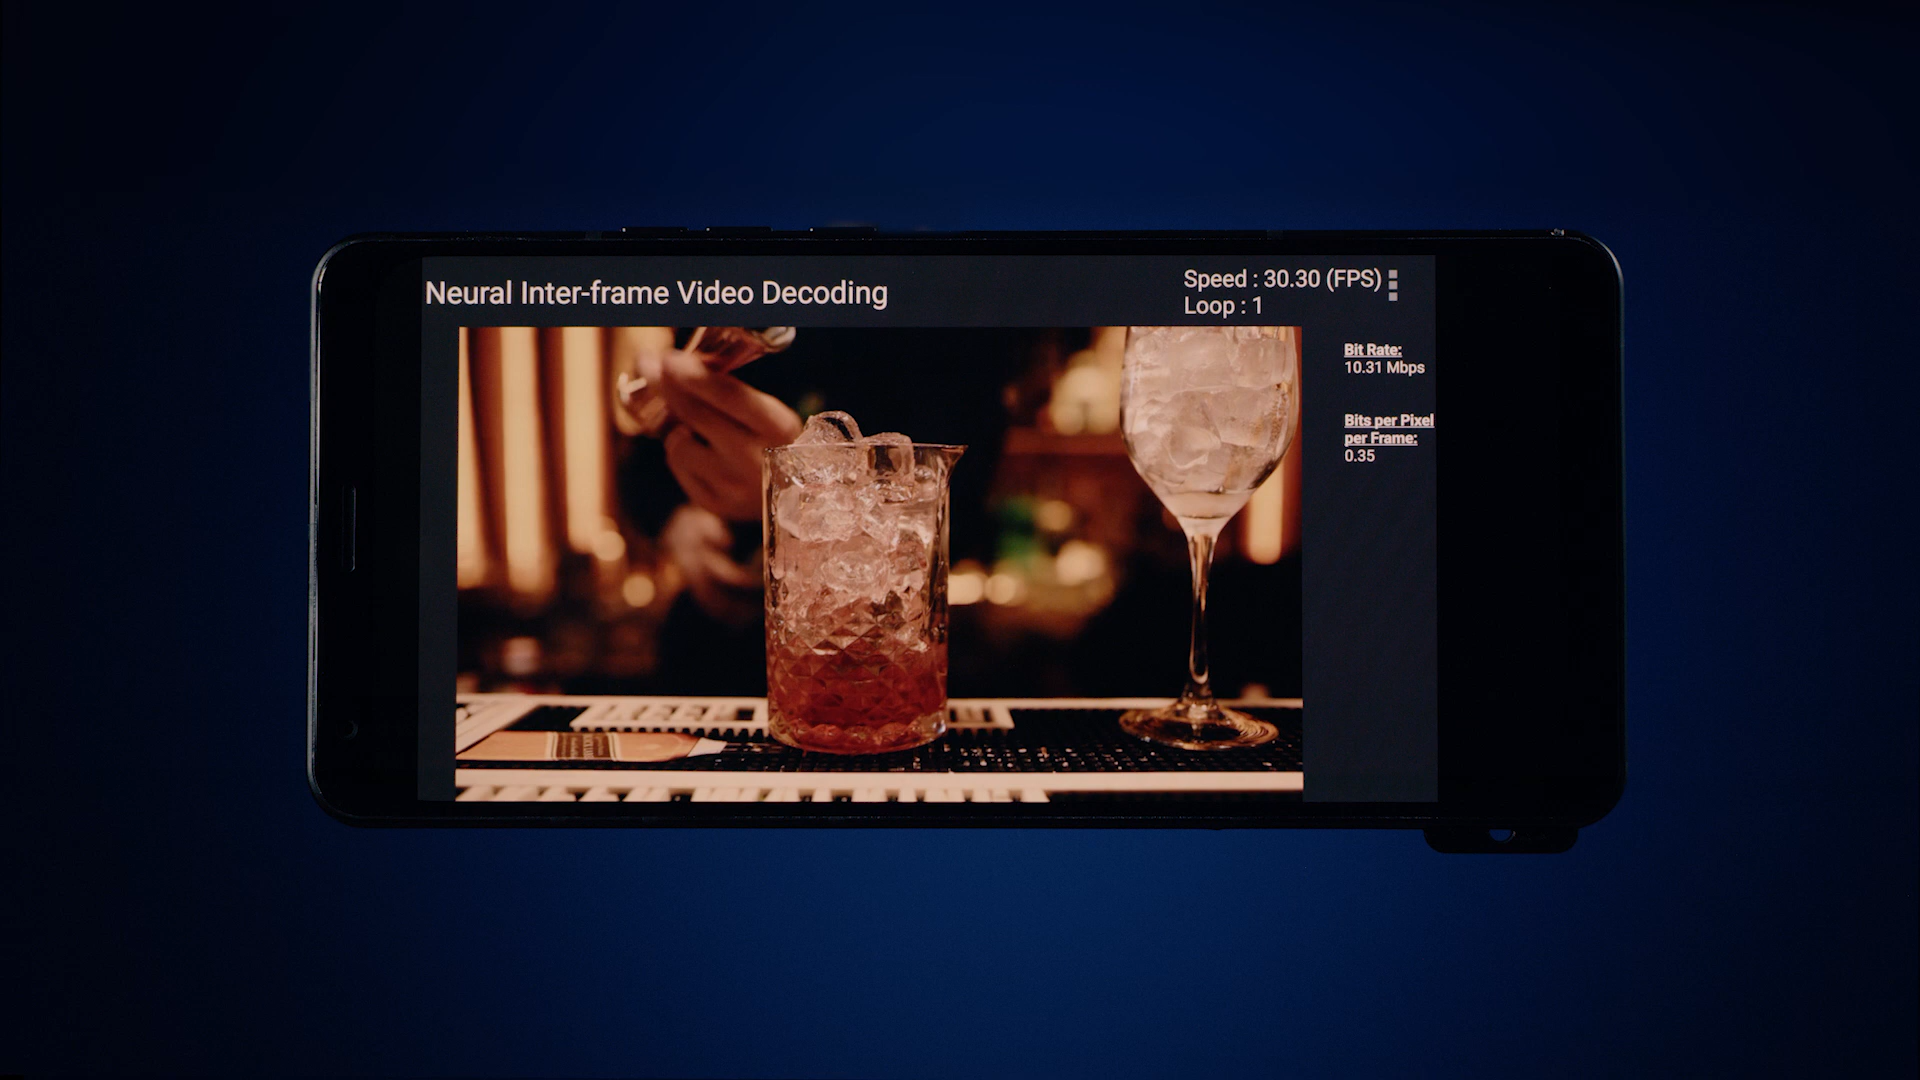 Neural Inter-frame Video Decoding
Speed : 30.30 (FPS)
Loop : 1
Bit Rate:
10.31 Mbps
Bits per Pixel
per Frame:
0.35